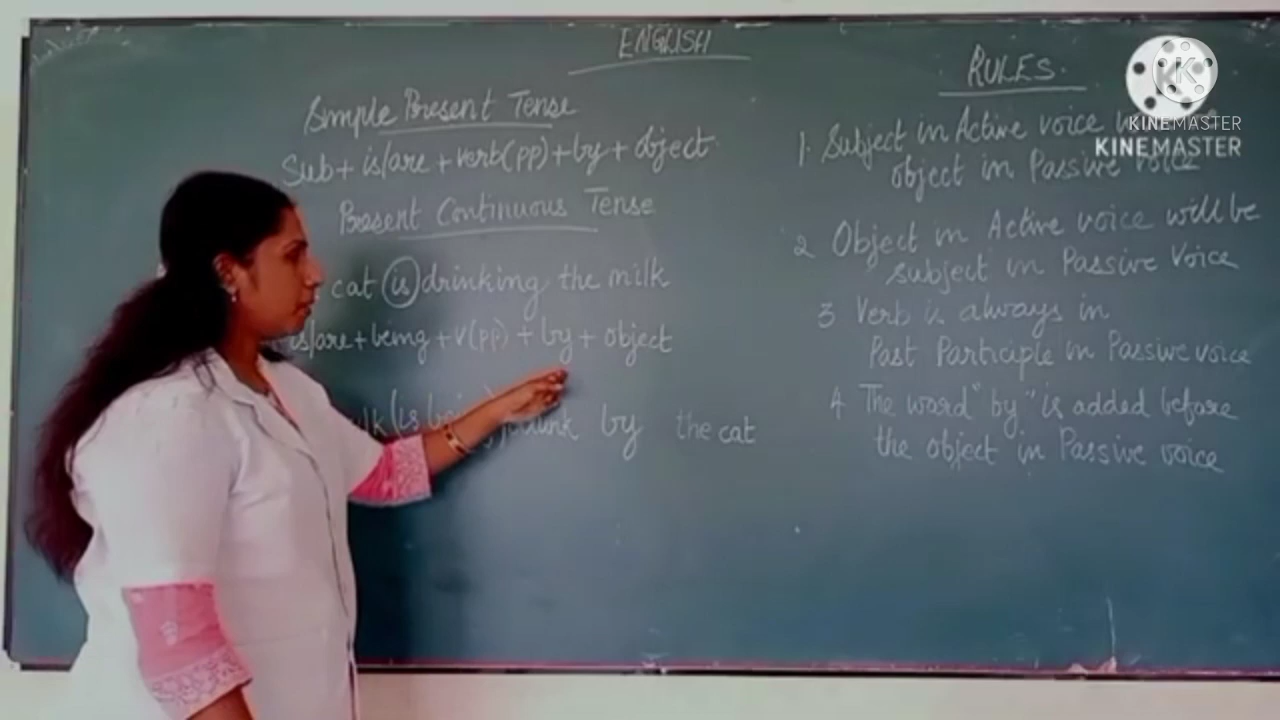 ENGLISH
Simple Present Tense
Sub + is/are + verb(pp) + by + object
Present Continuous Tense
cat is drinking the milk
is/are + being + v(pp) + by + object
by the cat
RULES.
1. Subject in Active voice
object in Passive voice
2 Object in Active voice will be
subject in Passive Voice
3 Verb is always in
Past Participle in Passive voice
4 The word "by" is added before
the object in Passive voice
KINEMASTER
KINEMASTER